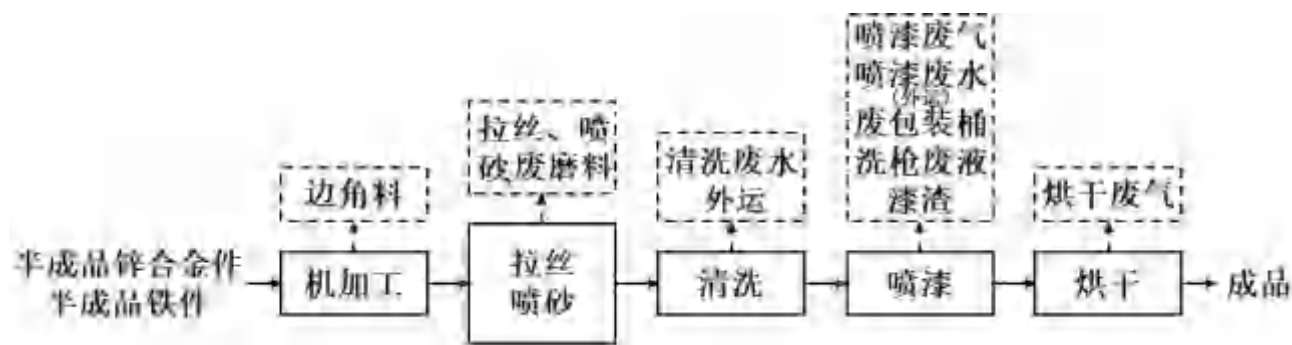 喷漆废气
喷漆废水
(外运)
废包装桶
洗枪废液
漆渣
拉丝、喷
砂废磨料
清洗废水
外运
边角料
烘干废气
半成品锌合金件
半成品铁件
机加工
拉丝
喷砂
清洗
喷漆
烘干
成品